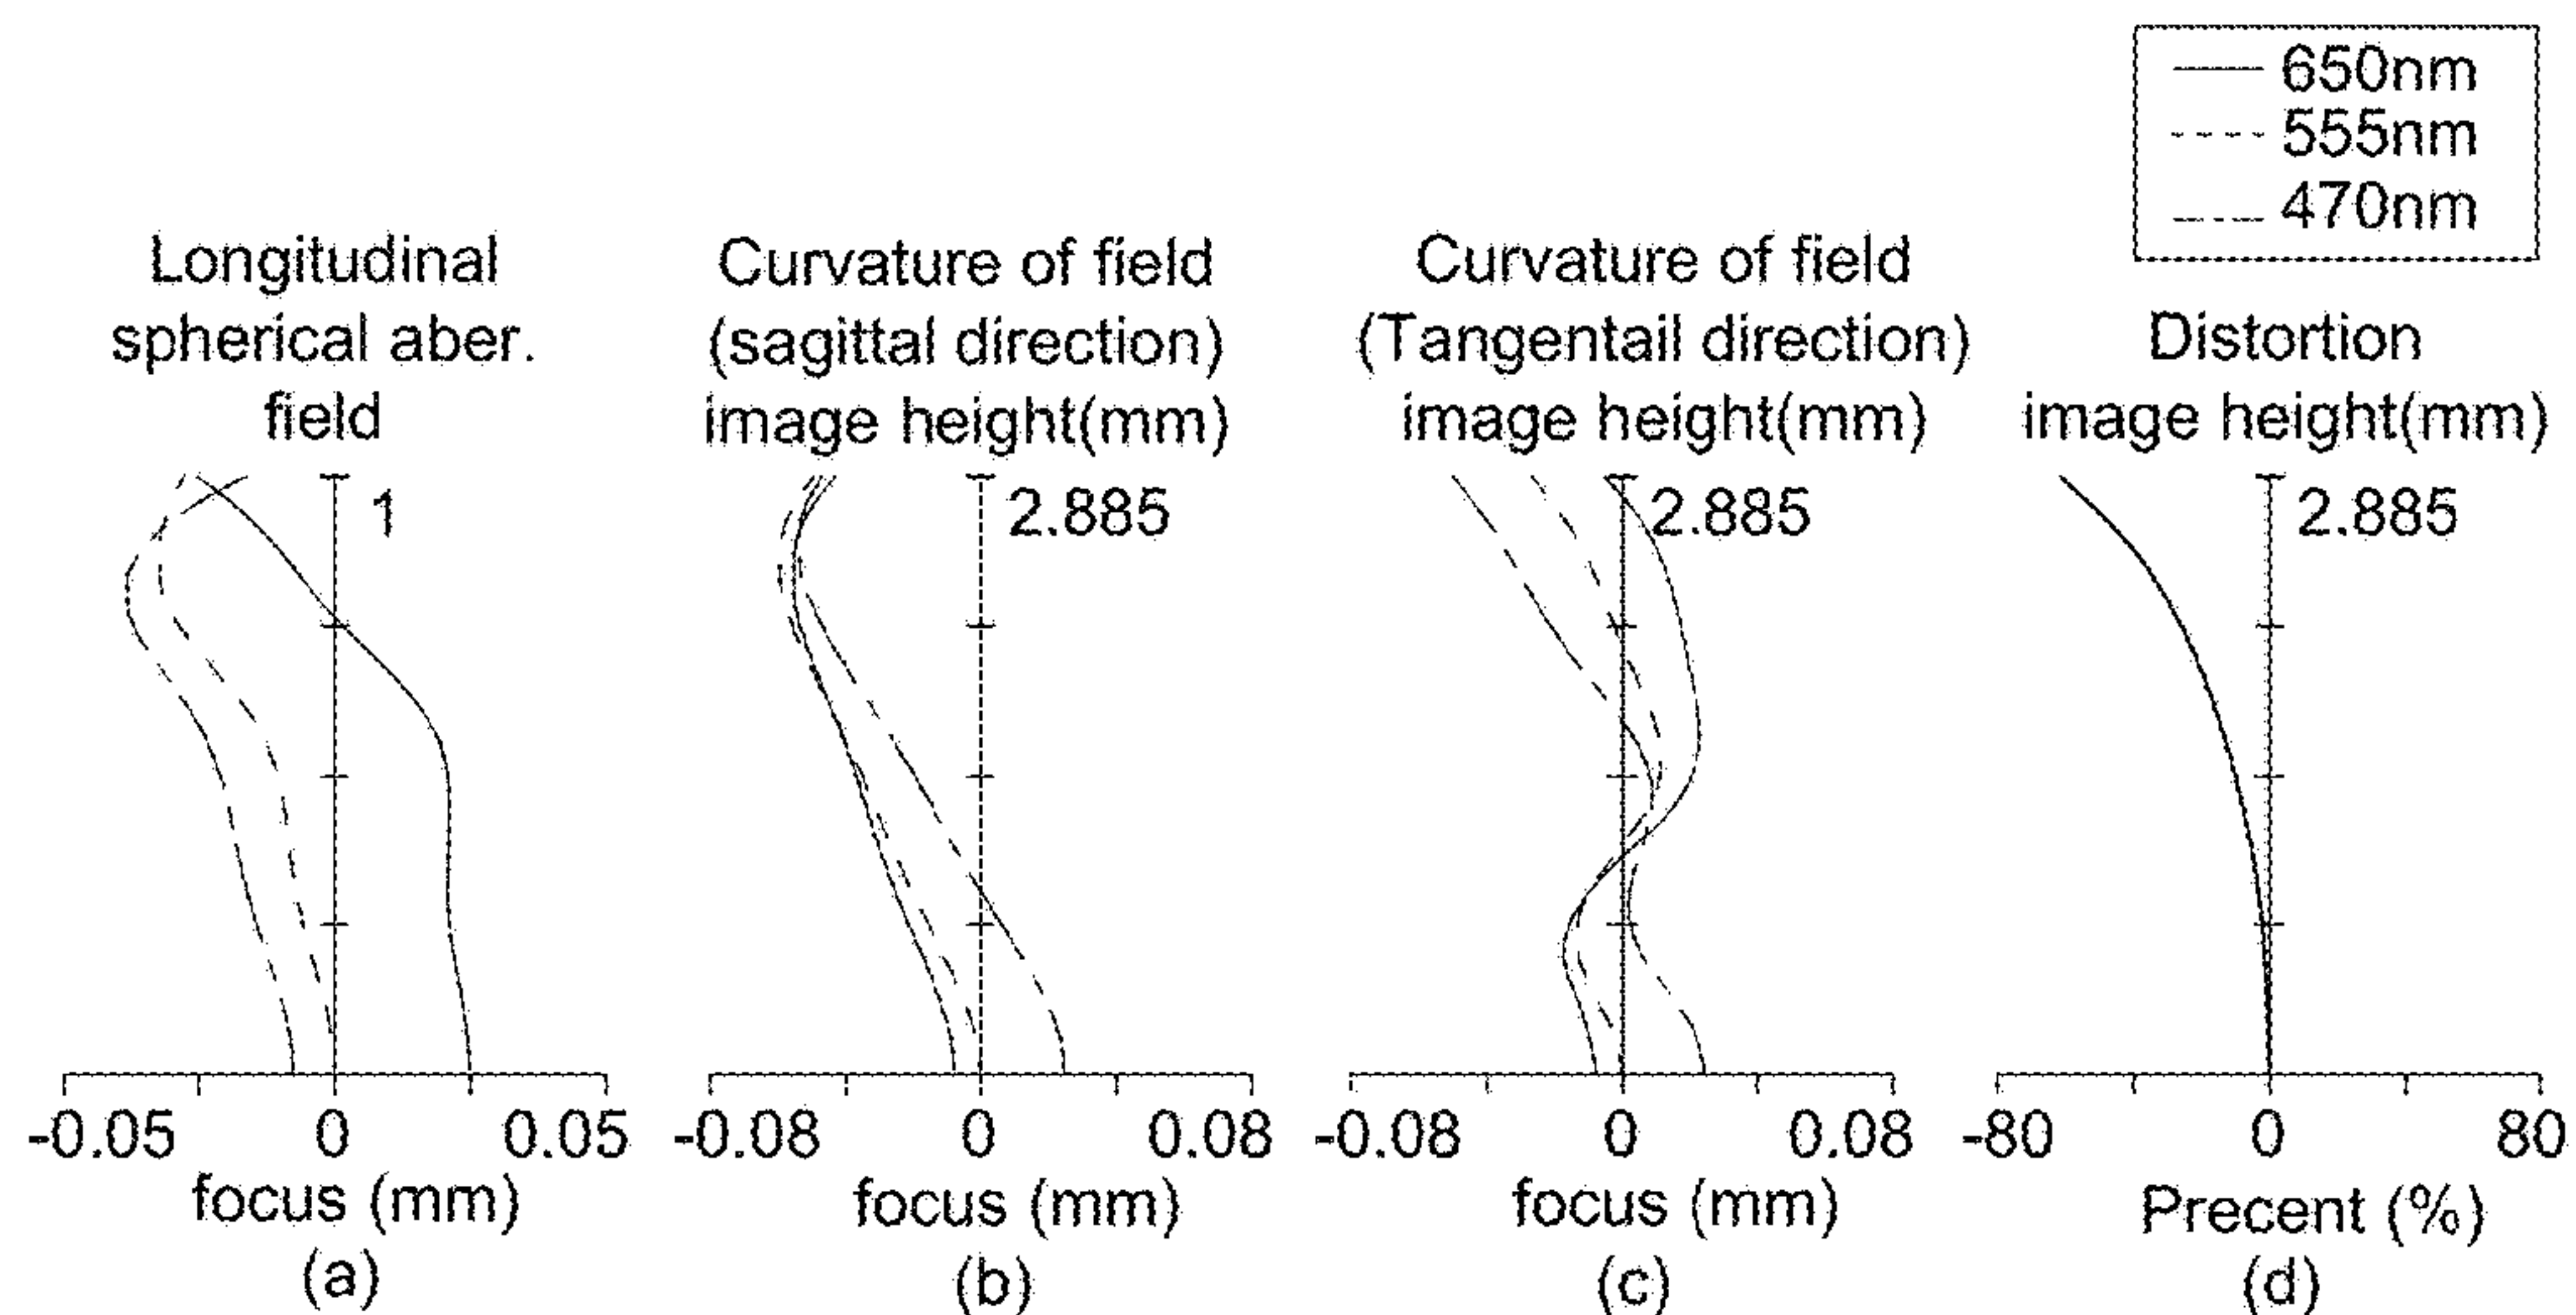 650nm
555nm
470nm
Longitudinal
spherical aber.
field
1
-0.05 0 0.05
focus (mm)
(a)
Curvature of field
(sagittal direction)
image height(mm)
2.885
-0.08 0 0.08
focus (mm)
(b)
Curvature of field
(Tangentail direction)
image height(mm)
2.885
-0.08 0 0.08
focus (mm)
(c)
Distortion
image height(mm)
2.885
-80 0 80
Precent (%)
(d)